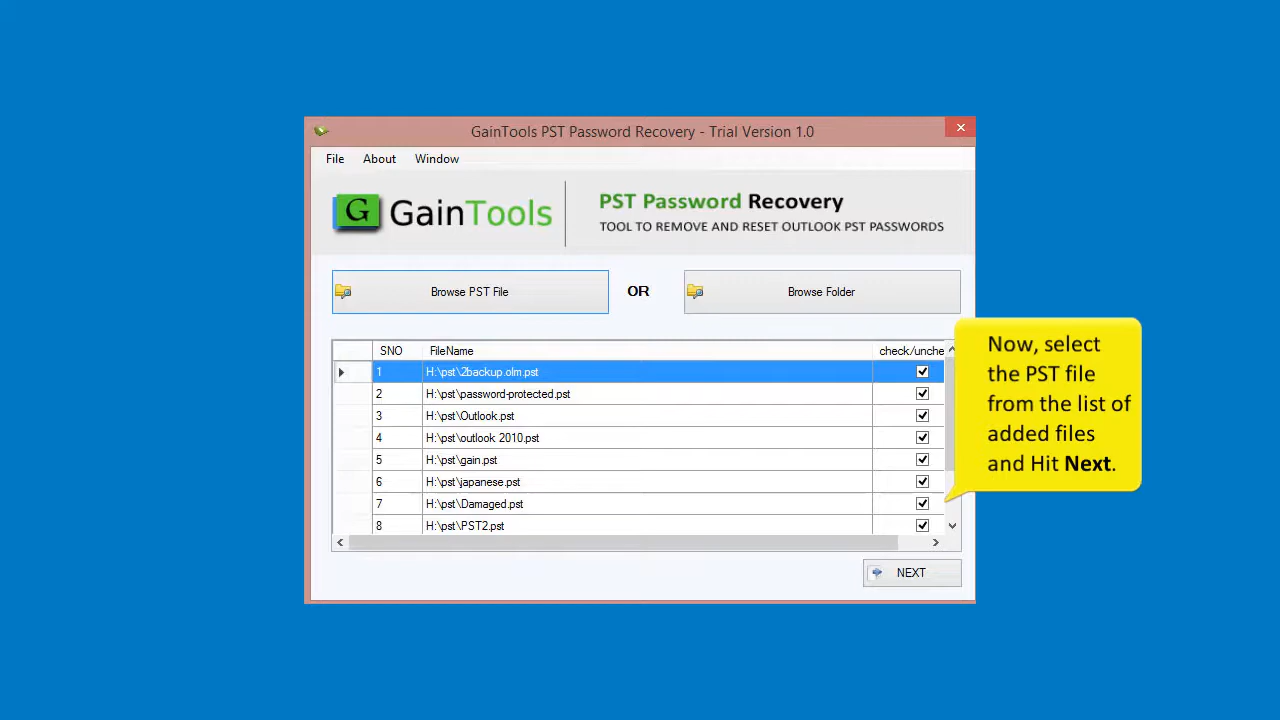 GainTools PST Password Recovery - Trial Version 1.0
File About Window
G GainTools
PST Password Recovery
TOOL TO REMOVE AND RESET OUTLOOK PST PASSWORDS
Browse PST File OR Browse Folder
SNO FileName check/unche
1 H:\pst\2backup.olm.pst
2 H:\pst\password-protected.pst
3 H:\pst\Outlook.pst
4 H:\pst\outlook 2010.pst
5 H:\pst\gain.pst
6 H:\pst\japanese.pst
7 H:\pst\Damaged.pst
8 H:\pst\PST2.pst
NEXT
Now, select
the PST file
from the list of
added files
and Hit Next.